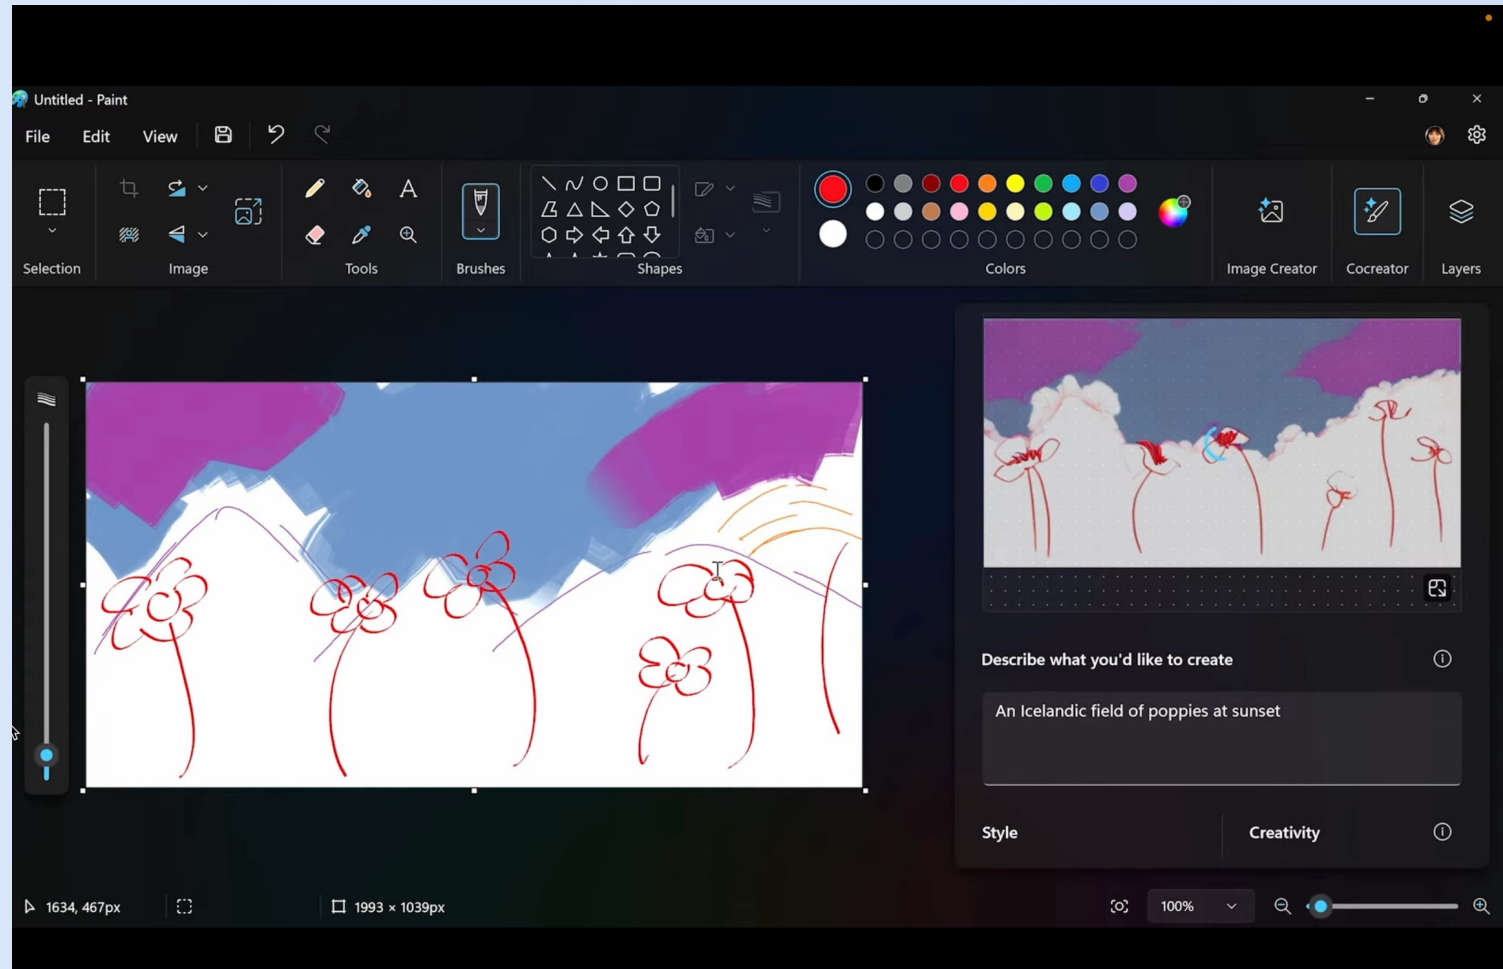 Untitled - Paint
File Edit View
Selection Image Tools Brushes Shapes Colors Image Creator Cocreator Layers
Describe what you'd like to create
An Icelandic field of poppies at sunset
Style Creativity
1634, 467px 1993 × 1039px 100%